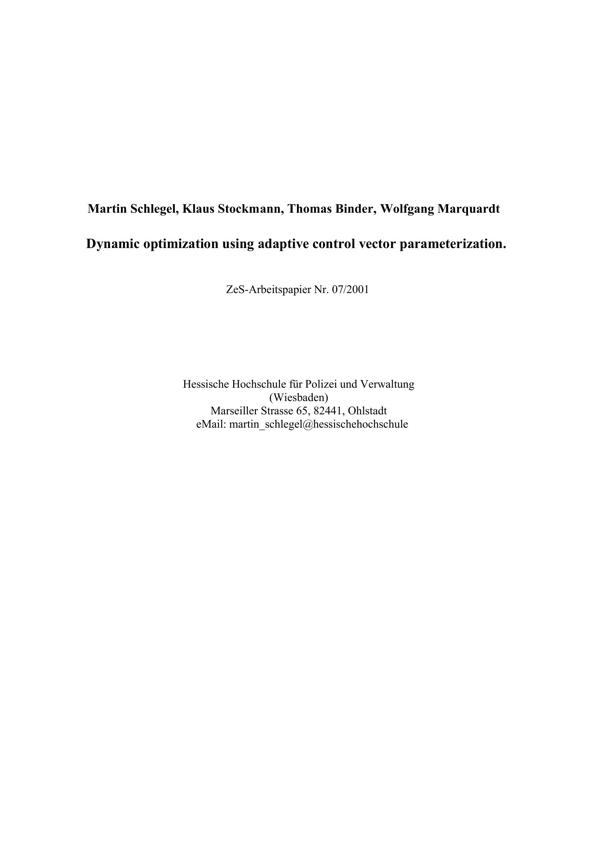 Martin Schlegel, Klaus Stockmann, Thomas Binder, Wolfgang Marquardt
Dynamic optimization using adaptive control vector parameterization.
ZeS-Arbeitspapier Nr. 07/2001
Hessische Hochschule für Polizei und Verwaltung
(Wiesbaden)
Marseiller Strasse 65, 82441, Ohlstadt
eMail: martin_schlegel@hessischehochschule